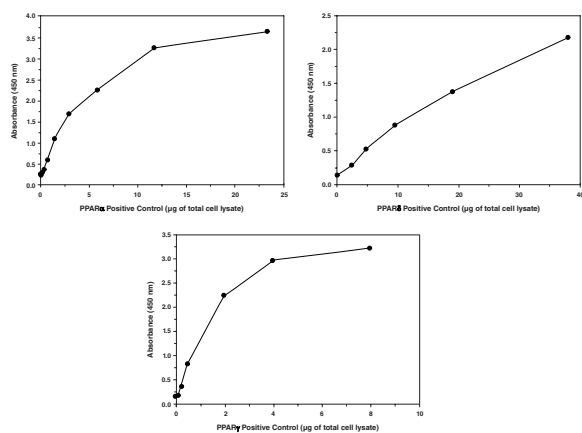 4.0
3.5
3.0
2.5
2.0
1.5
1.0
0.5
0.0
0 5 10 15 20 25
Absorbance (450 nm)
PPARα Positive Control (µg of total cell lysate)
2.5
2.0
1.5
1.0
0.5
0.0
0 10 20 30 40
Absorbance (450 nm)
PPARδ Positive Control (µg of total cell lysate)
3.5
3.0
2.5
2.0
1.5
1.0
0.5
0.0
0 2 4 6 8 10
Absorbance (450 nm)
PPARγ Positive Control (µg of total cell lysate)